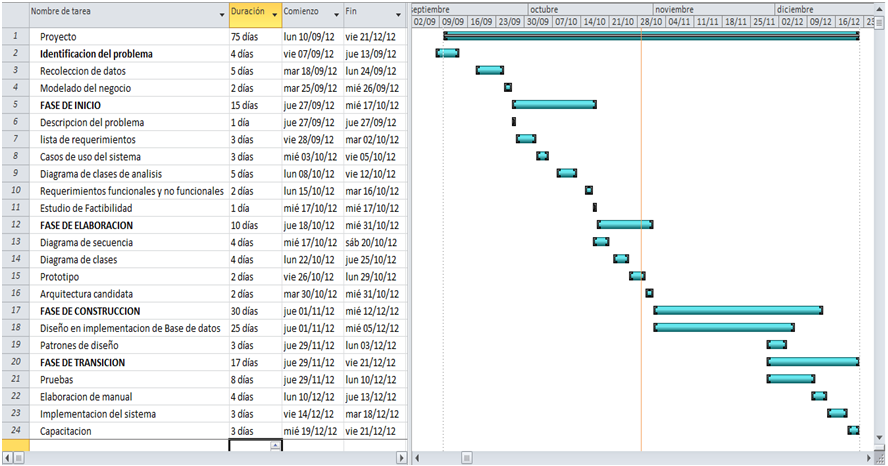 Nombre de tarea Duración Comienzo Fin
septiembre octubre noviembre diciembre
02/09 09/09 16/09 23/09 30/09 07/10 14/10 21/10 28/10 04/11 11/11 18/11 25/11 02/12 09/12 16/12 23
1 Proyecto 75 días lun 10/09/12 vie 21/12/12
2 Identificacion del problema 4 días vie 07/09/12 jue 13/09/12
3 Recoleccion de datos 5 días mar 18/09/12 lun 24/09/12
4 Modelado del negocio 2 días mar 25/09/12 mié 26/09/12
5 FASE DE INICIO 15 días jue 27/09/12 mié 17/10/12
6 Descripcion del problema 1 día jue 27/09/12 jue 27/09/12
7 lista de requerimientos 3 días vie 28/09/12 mar 02/10/12
8 Casos de uso del sistema 3 días mié 03/10/12 vie 05/10/12
9 Diagrama de clases de analisis 5 días lun 08/10/12 vie 12/10/12
10 Requerimientos funcionales y no funcionales 2 días lun 15/10/12 mar 16/10/12
11 Estudio de Factibilidad 1 día mié 17/10/12 mié 17/10/12
12 FASE DE ELABORACION 10 días jue 18/10/12 mié 31/10/12
13 Diagrama de secuencia 4 días mié 17/10/12 sáb 20/10/12
14 Diagrama de clases 4 días lun 22/10/12 jue 25/10/12
15 Prototipo 2 días vie 26/10/12 lun 29/10/12
16 Arquitectura candidata 2 días mar 30/10/12 mié 31/10/12
17 FASE DE CONSTRUCCION 30 días jue 01/11/12 mié 12/12/12
18 Diseño en implementacion de Base de datos 25 días jue 01/11/12 mié 05/12/12
19 Patrones de diseño 3 días jue 29/11/12 lun 03/12/12
20 FASE DE TRANSICION 17 días jue 29/11/12 vie 21/12/12
21 Pruebas 8 días jue 29/11/12 lun 10/12/12
22 Elaboracion de manual 4 días lun 10/12/12 jue 13/12/12
23 Implementacion del sistema 3 días vie 14/12/12 mar 18/12/12
24 Capacitacion 3 días mié 19/12/12 vie 21/12/12